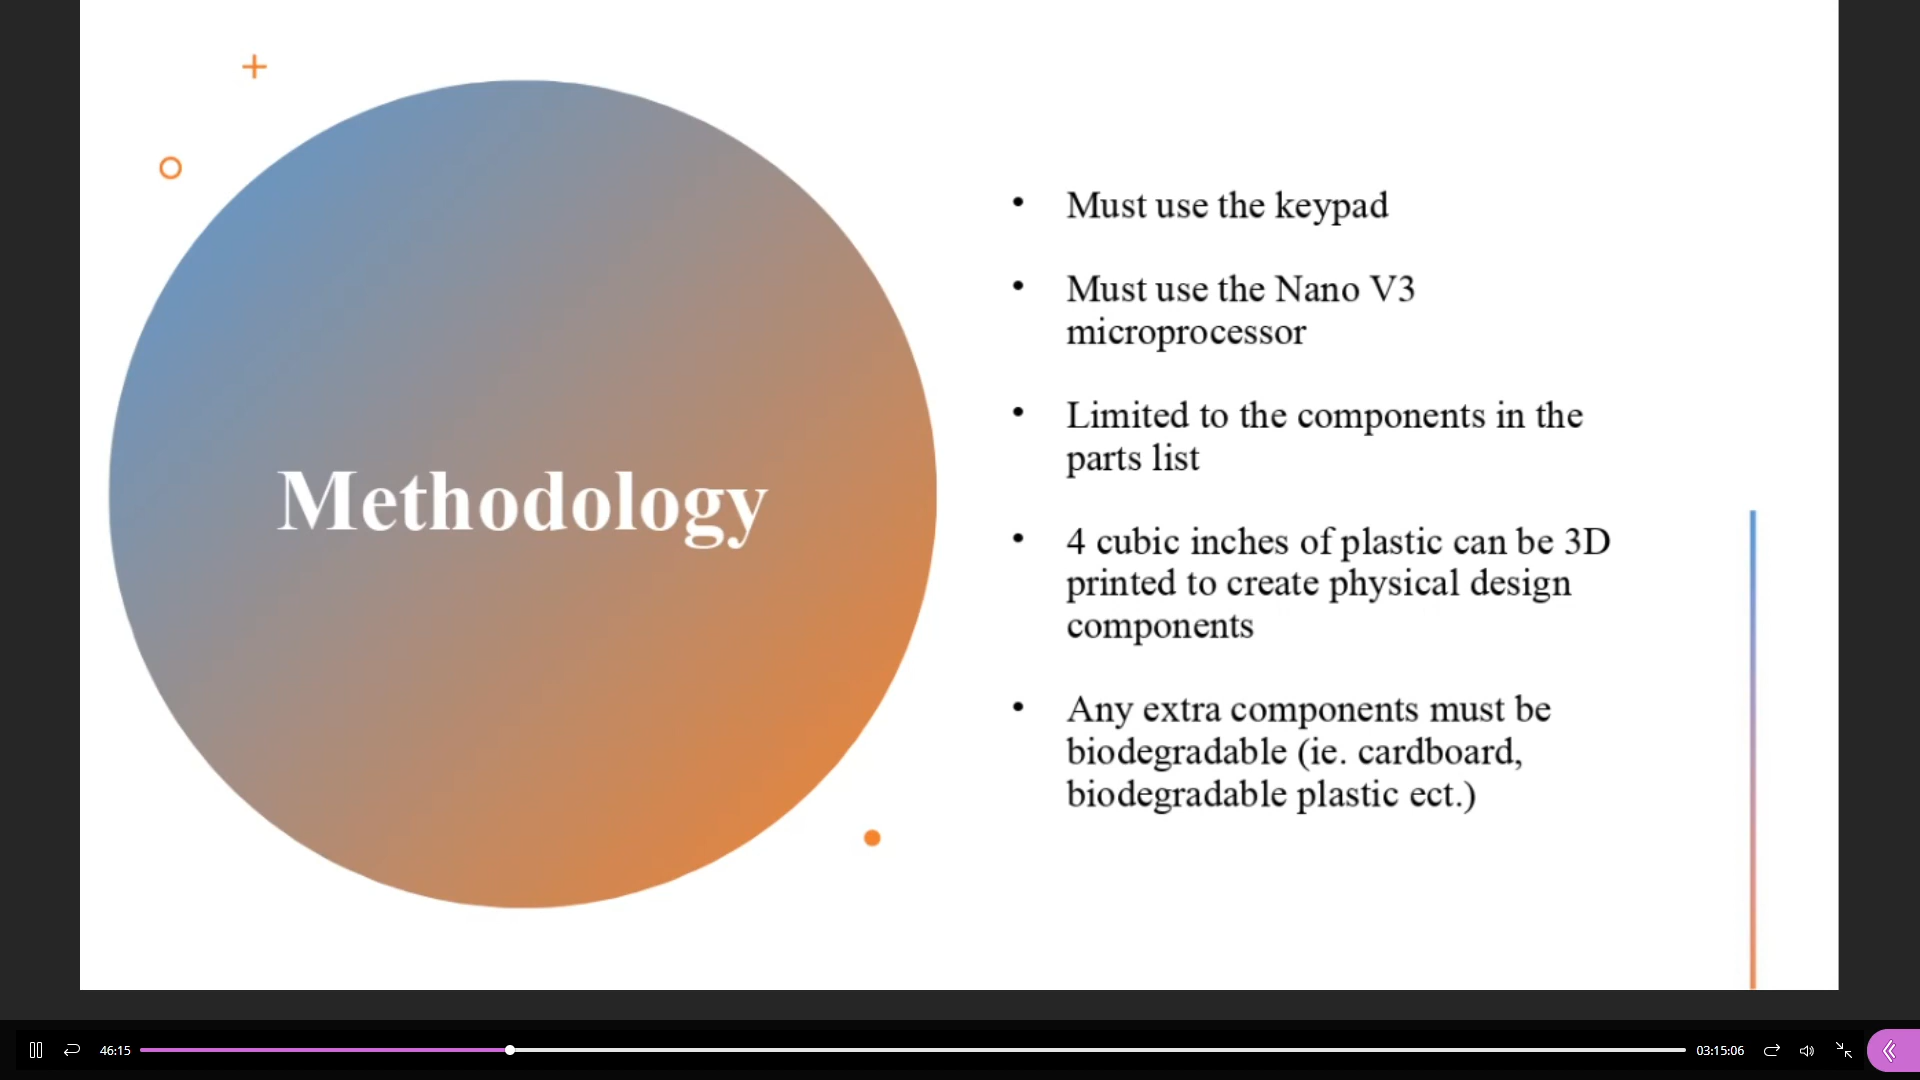 Methodology
• Must use the keypad
• Must use the Nano V3
microprocessor
• Limited to the components in the
parts list
• 4 cubic inches of plastic can be 3D
printed to create physical design
components
• Any extra components must be
biodegradable (ie. cardboard,
biodegradable plastic ect.)
46:15
03:15:06